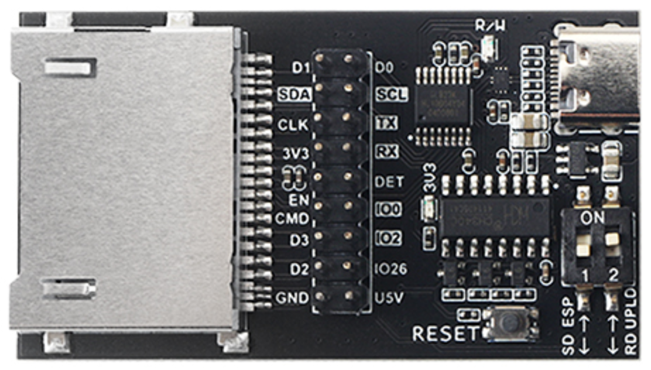 R/W
D1 D0
SDA SCL
CLK TX
3V3 RX
DET
EN
CMD IO0
D3 IO2
D2 IO26
GND U5V
3V3
ON
1 2
RESET
SD ESP
RD UPLD